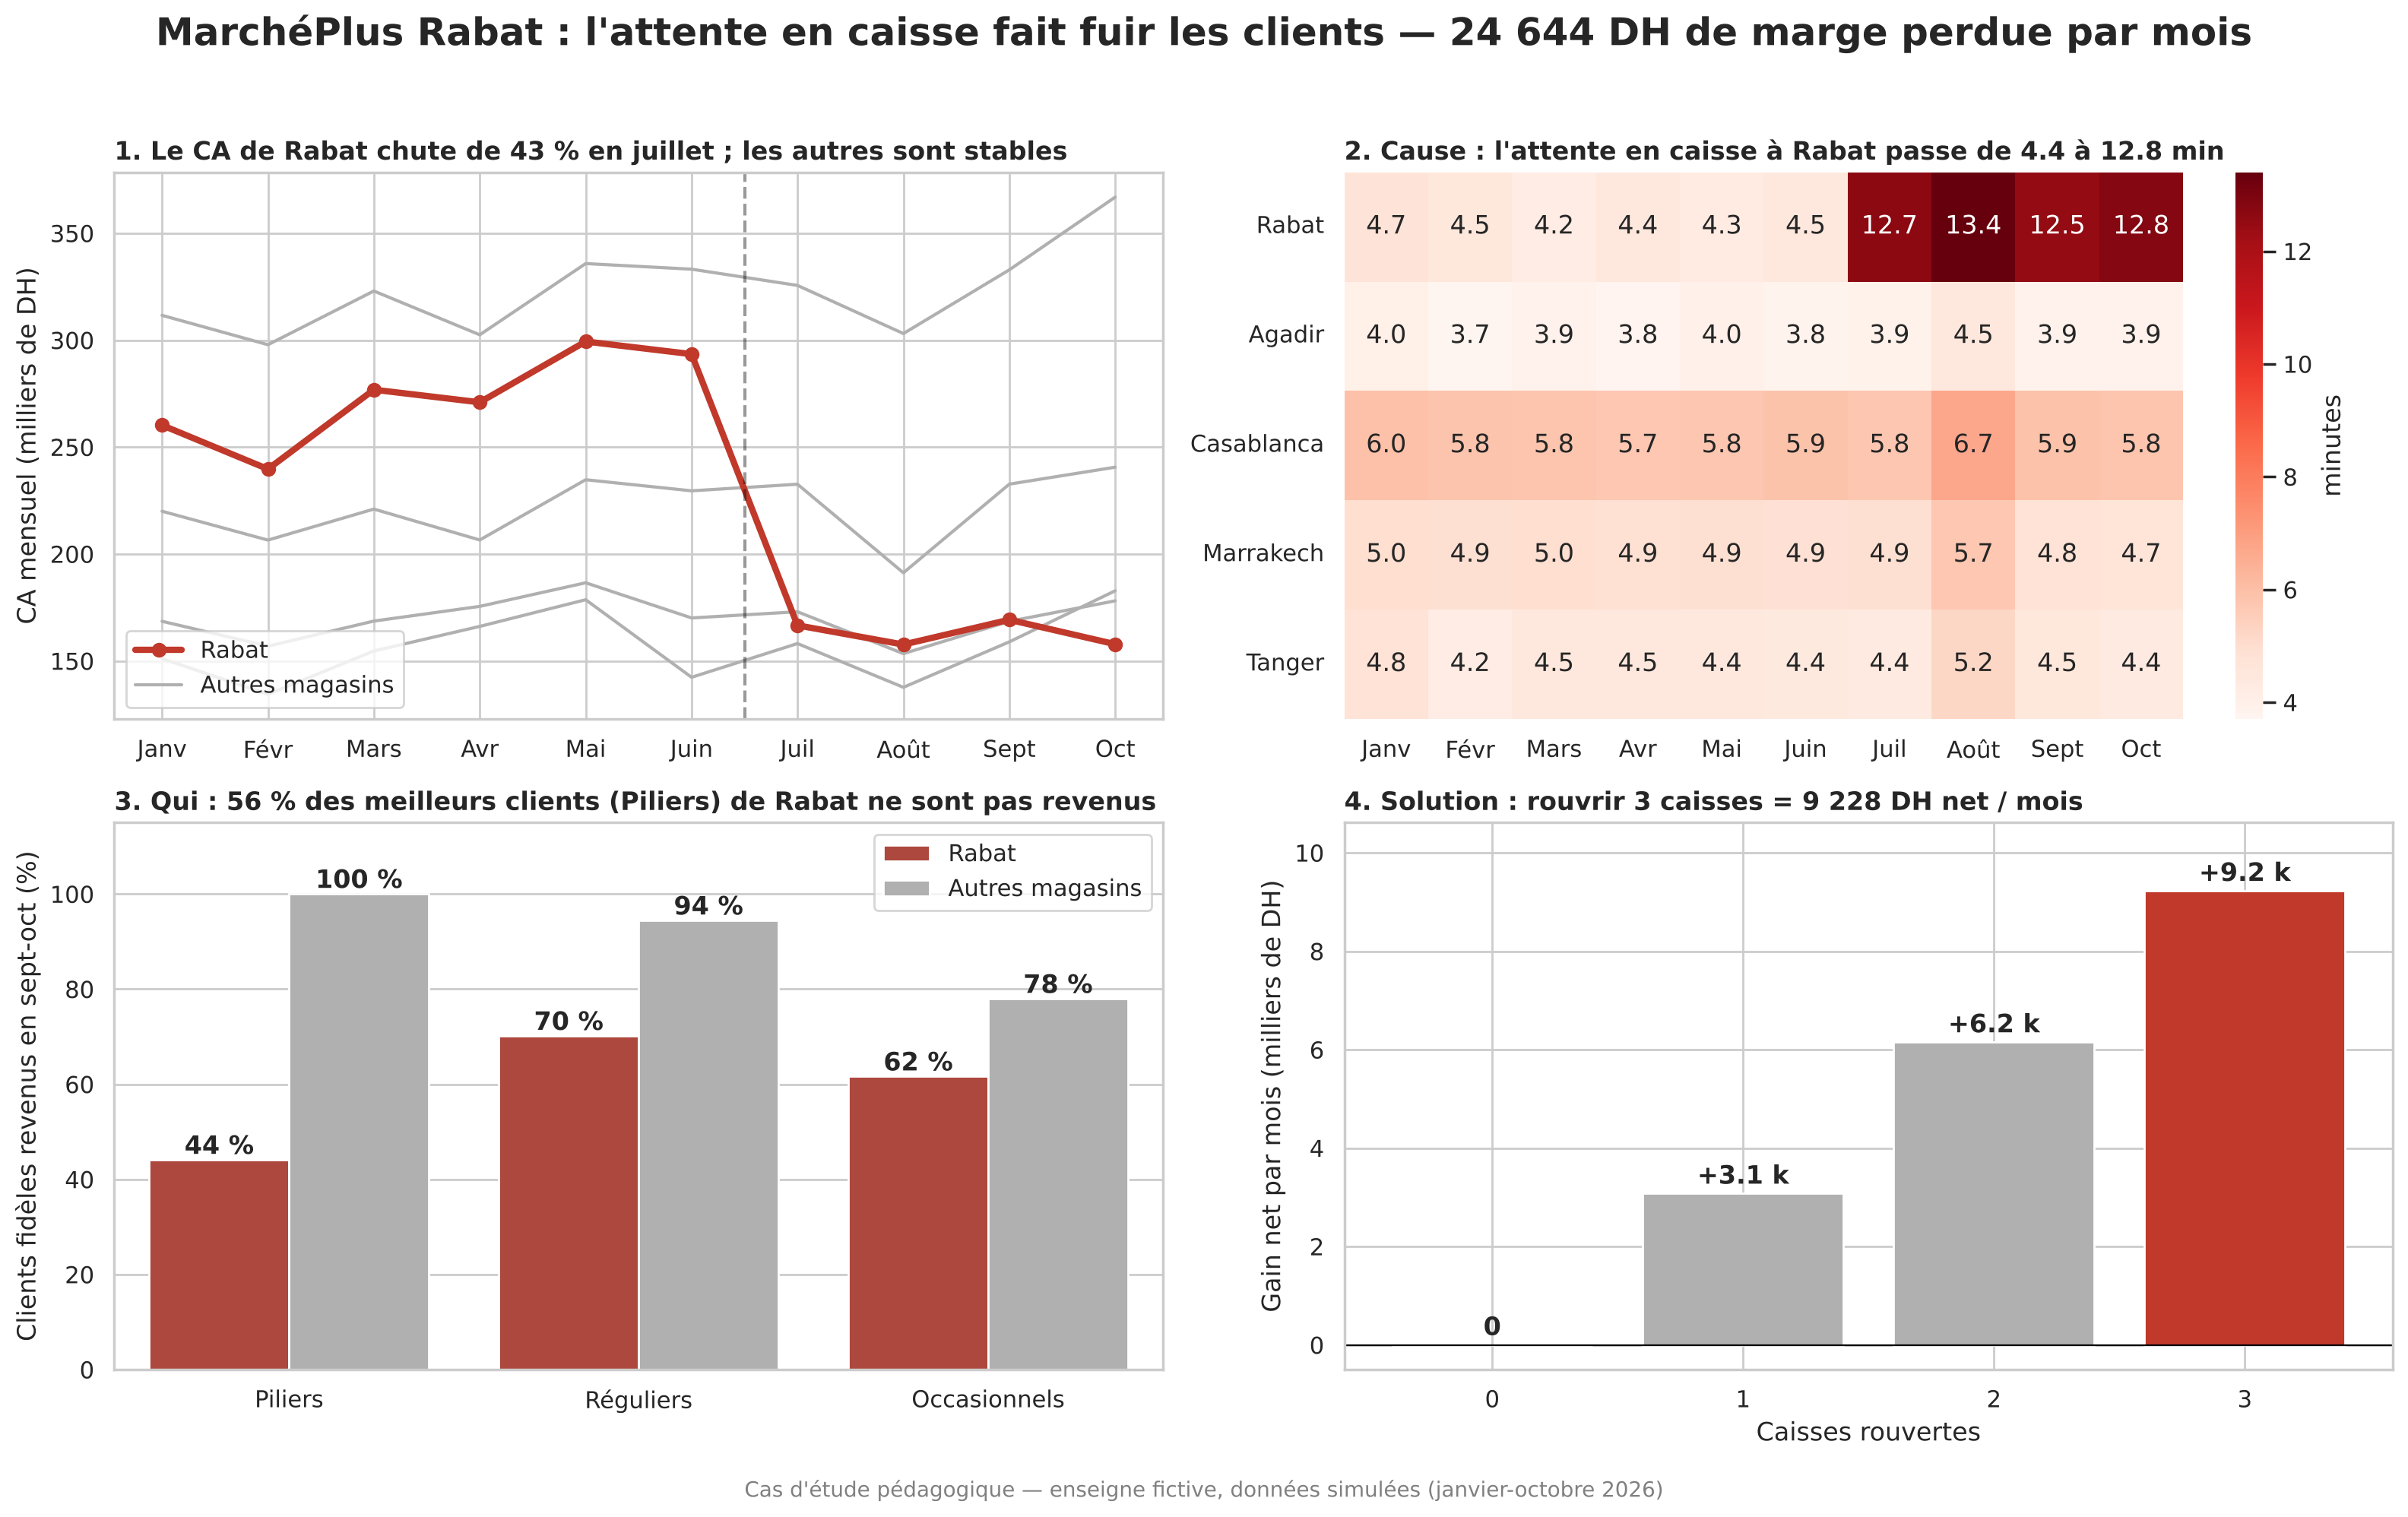 MarchéPlus Rabat : l'attente en caisse fait fuir les clients — 24 644 DH de marge perdue par mois
1. Le CA de Rabat chute de 43 % en juillet ; les autres sont stables
CA mensuel (milliers de DH)
350
300
250
200
150
Rabat
Autres magasins
Janv Févr Mars Avr Mai Juin Juil Août Sept Oct
2. Cause : l'attente en caisse à Rabat passe de 4.4 à 12.8 min
Rabat 4.7 4.5 4.2 4.4 4.3 4.5 12.7 13.4 12.5 12.8
Agadir 4.0 3.7 3.9 3.8 4.0 3.8 3.9 4.5 3.9 3.9
Casablanca 6.0 5.8 5.8 5.7 5.8 5.9 5.8 6.7 5.9 5.8
Marrakech 5.0 4.9 5.0 4.9 4.9 4.9 4.9 5.7 4.8 4.7
Tanger 4.8 4.2 4.5 4.5 4.4 4.4 4.4 5.2 4.5 4.4
Janv Févr Mars Avr Mai Juin Juil Août Sept Oct
12
10
8
6
4
minutes
3. Qui : 56 % des meilleurs clients (Piliers) de Rabat ne sont pas revenus
Clients fidèles revenus en sept-oct (%)
100
80
60
40
20
0
Rabat
Autres magasins
44 % 100 % 70 % 94 % 62 % 78 %
Piliers Réguliers Occasionnels
4. Solution : rouvrir 3 caisses = 9 228 DH net / mois
Gain net par mois (milliers de DH)
10
8
6
4
2
0
0 +3.1 k +6.2 k +9.2 k
0 1 2 3
Caisses rouvertes
Cas d'étude pédagogique — enseigne fictive, données simulées (janvier-octobre 2026)